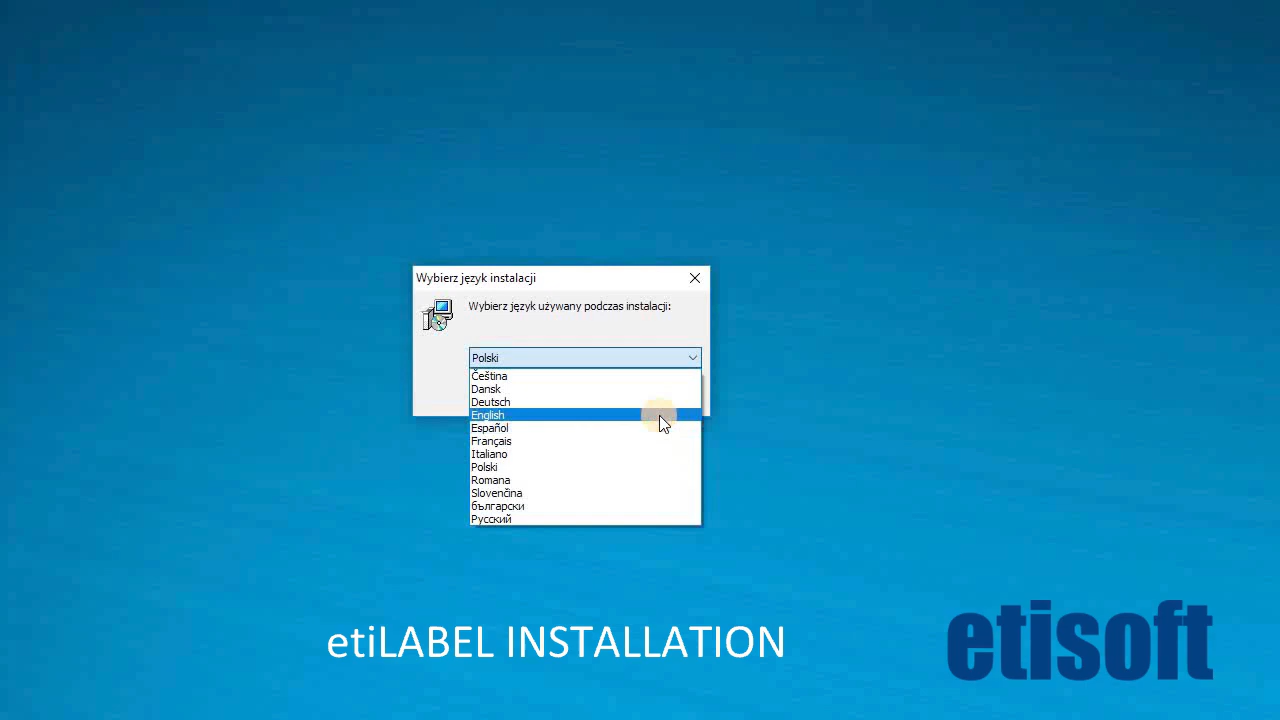 Wybierz język instalacji
Wybierz język używany podczas instalacji:
Polski
Čeština
Dansk
Deutsch
English
Español
Français
Italiano
Polski
Romana
Slovenčina
български
Русский
etiLABEL INSTALLATION
etisoft